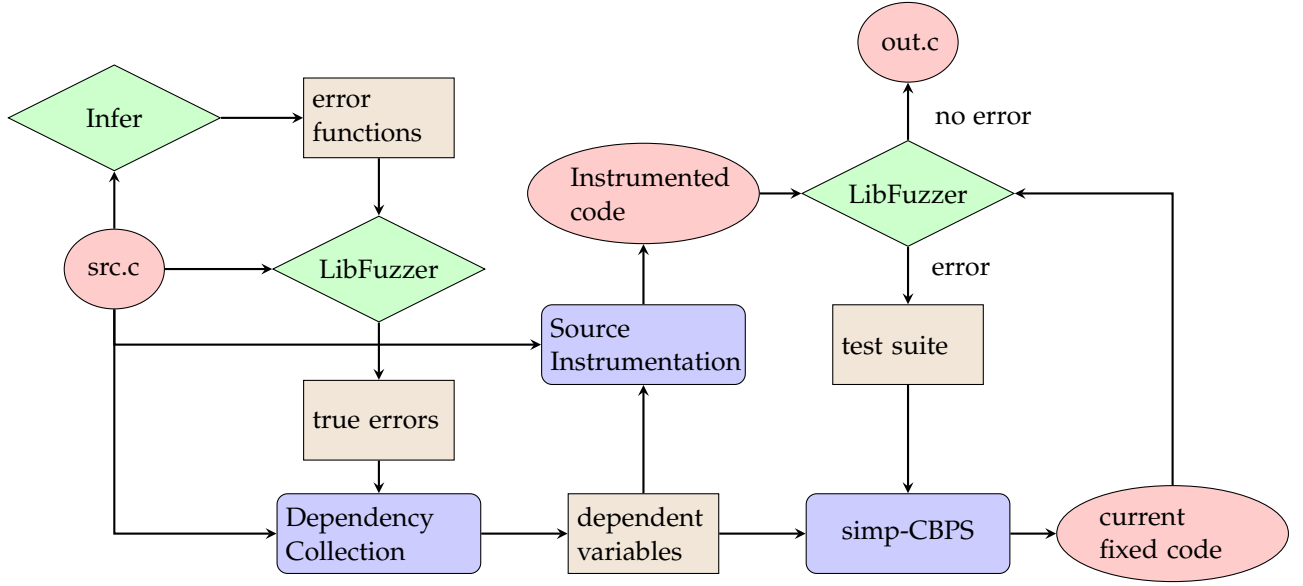 out.c
error
functions
Infer
no error
Instrumented
code
LibFuzzer
src.c
LibFuzzer
error
Source
Instrumentation
test suite
true errors
Dependency
Collection
dependent
variables
simp-CBPS
current
fixed code